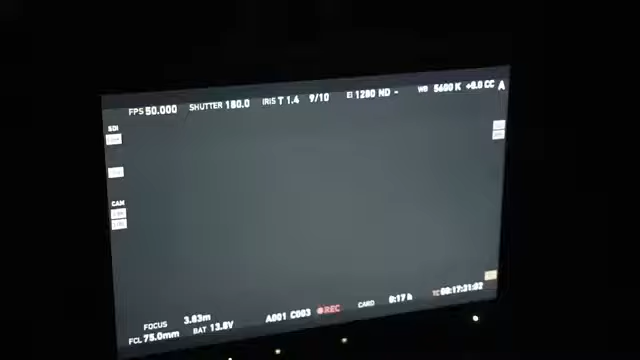 FPS 50.000 SHUTTER 180.0 IRIS T 1.4 9/10 EI 1280 ND - WB 5600 K +0.0 CC A
SDI
CAM
FOCUS 3.83m
FCL 75.0mm BAT 13.8V A001 C003 REC CARD 0:17 h TC 00:17:31:02